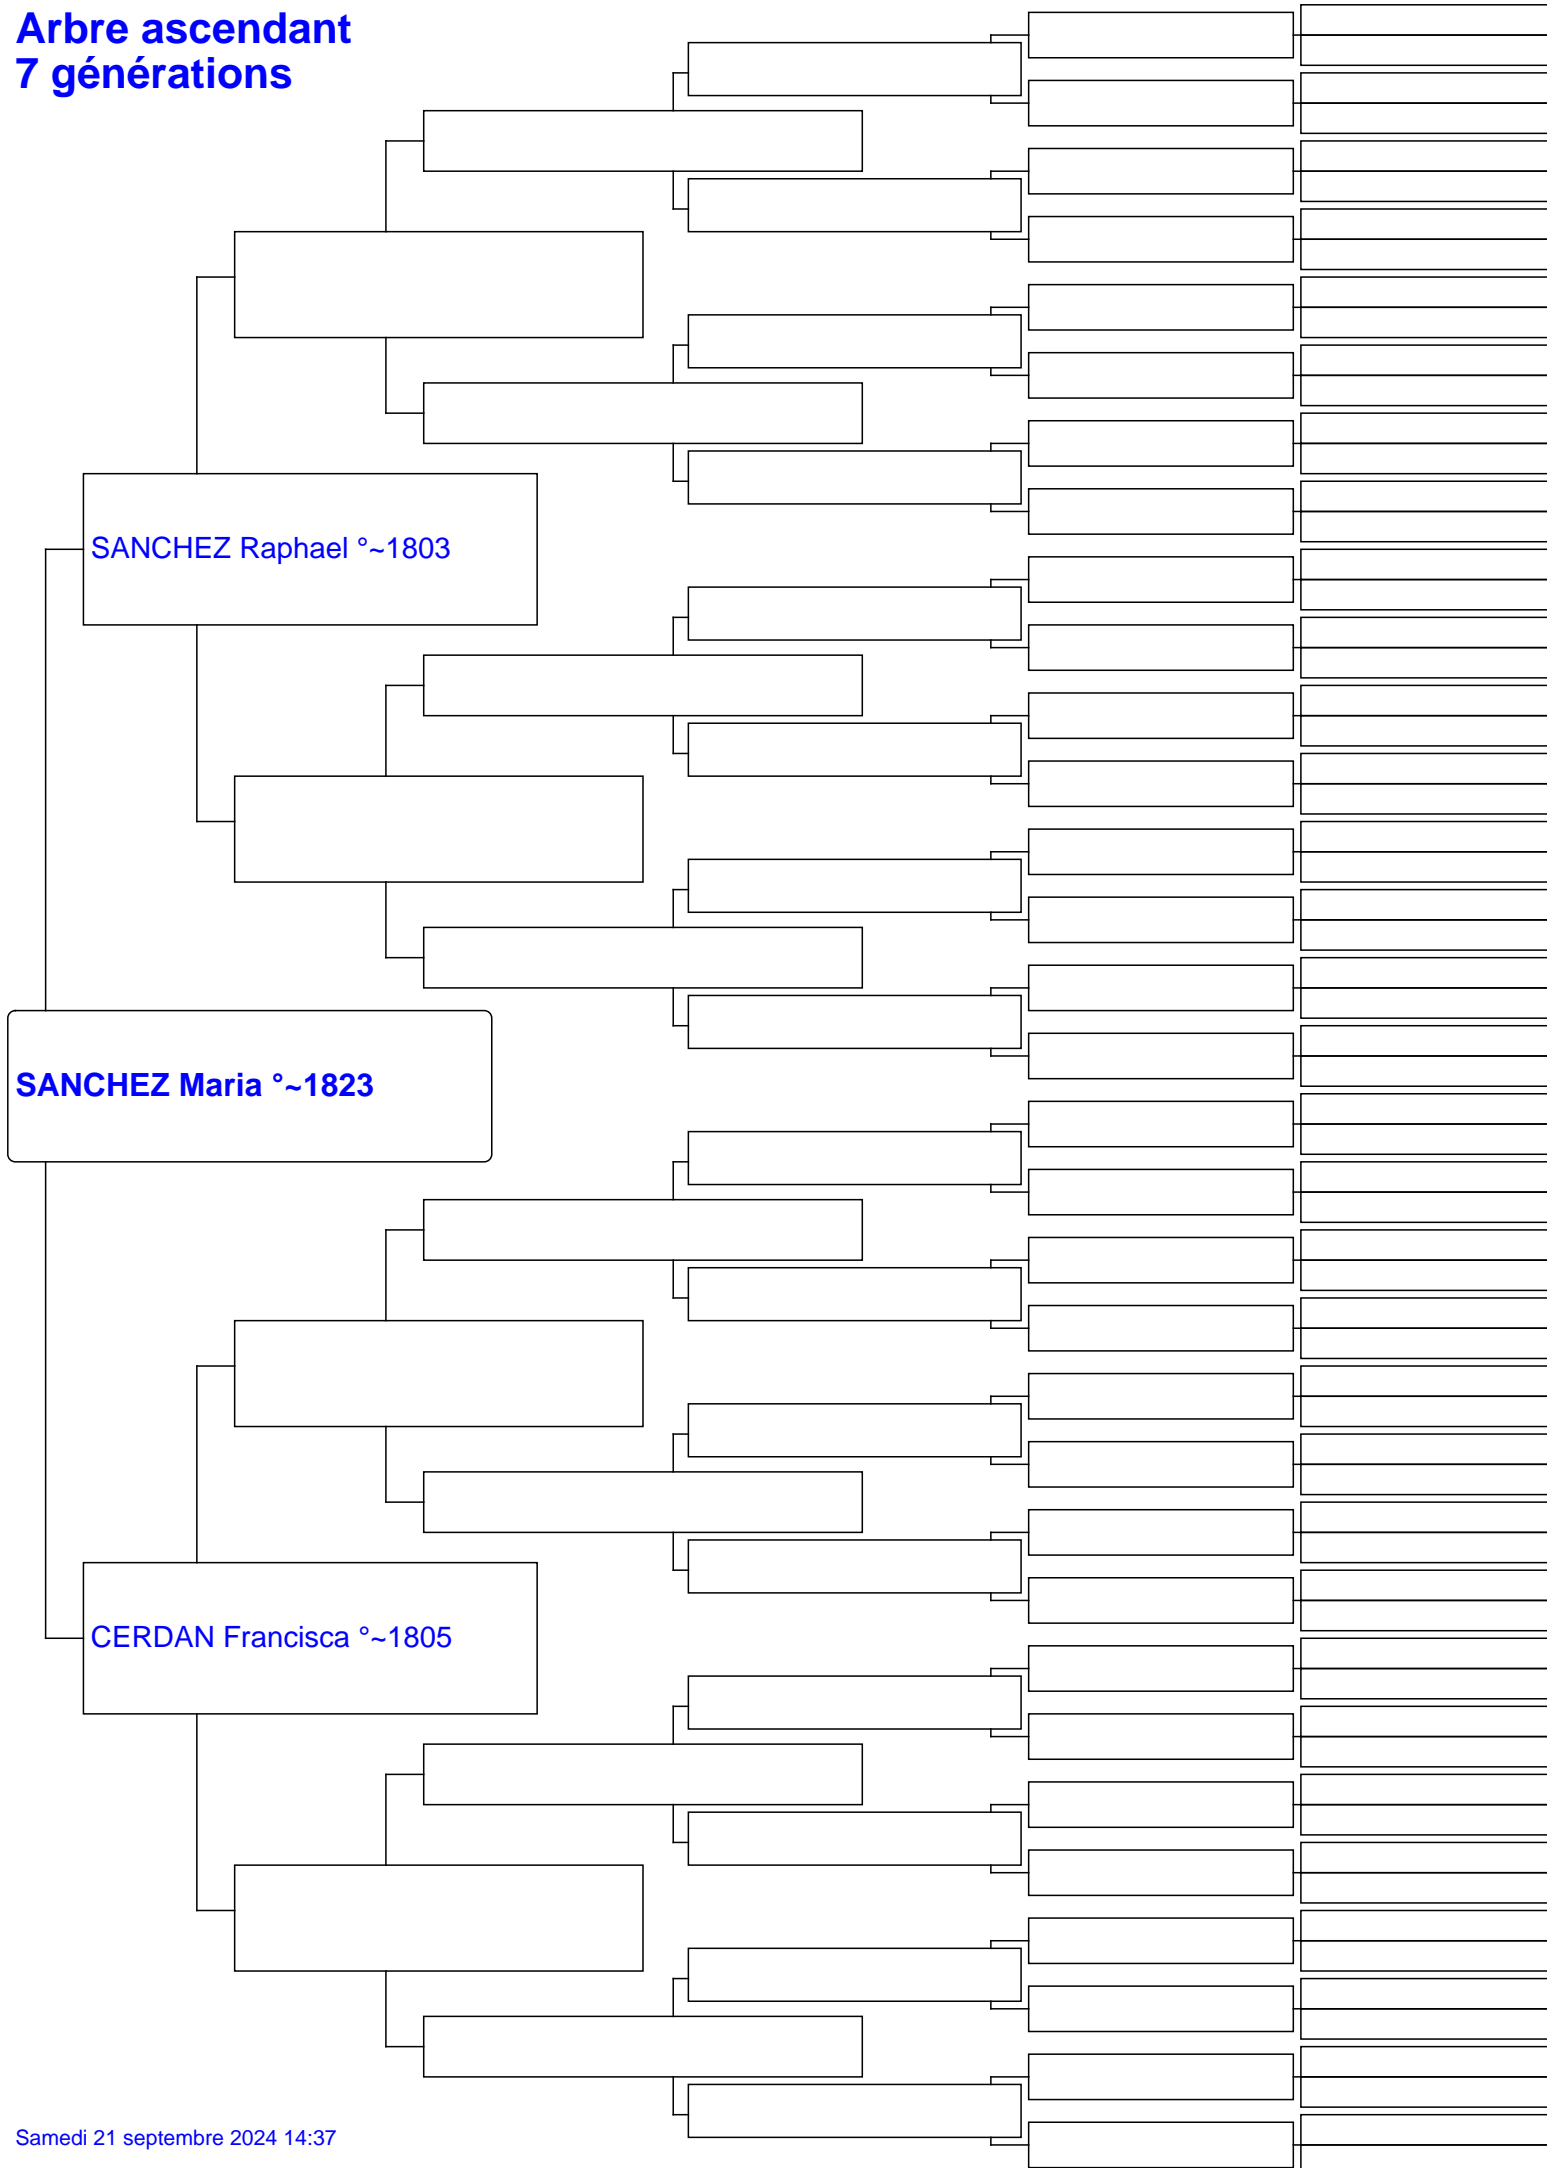 Arbre ascendant
7 générations
SANCHEZ Raphael °~1803
SANCHEZ Maria °~1823
CERDAN Francisca °~1805
Samedi 21 septembre 2024 14:37